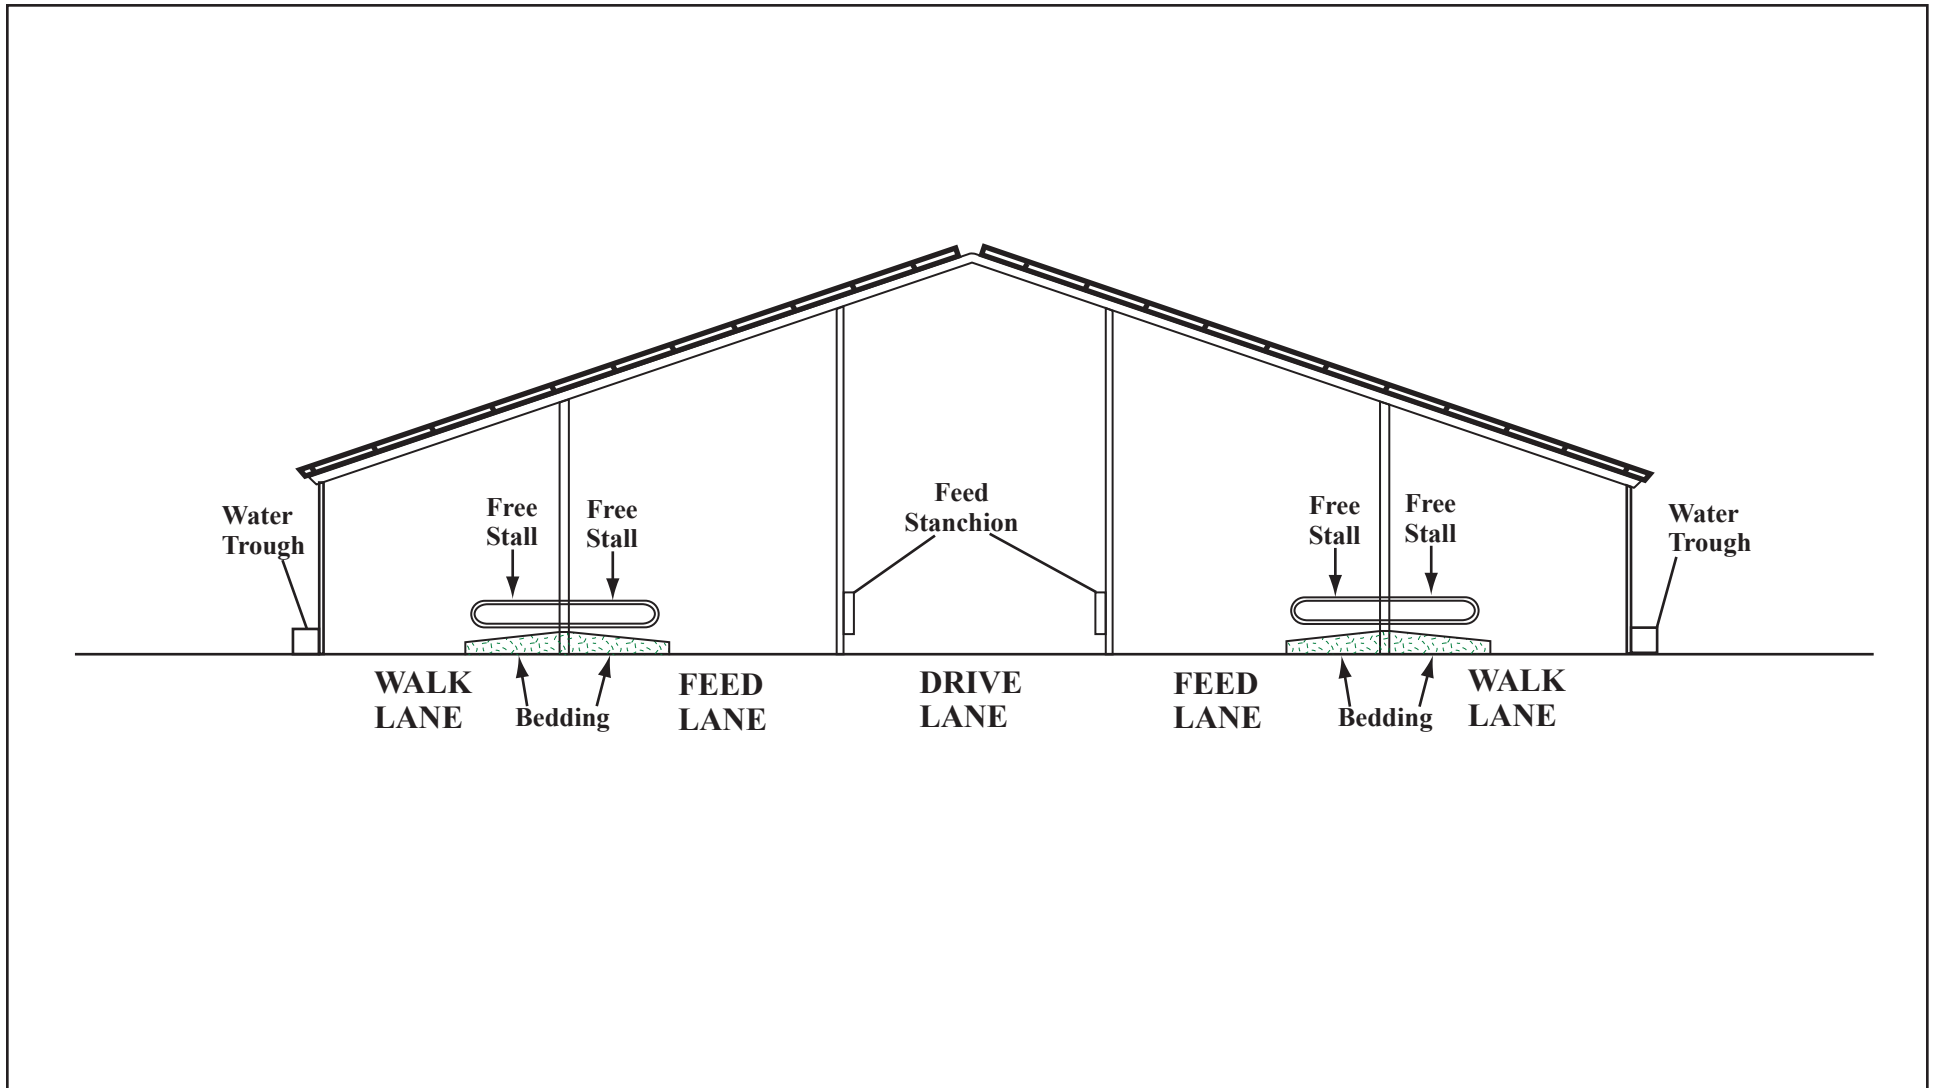 Feed
Stanchion
Free
Stall
Free
Stall
Free
Stall
Free
Stall
Water
Trough
Water
Trough
WALK
LANE
Bedding
FEED
LANE
DRIVE
LANE
FEED
LANE
Bedding
WALK
LANE